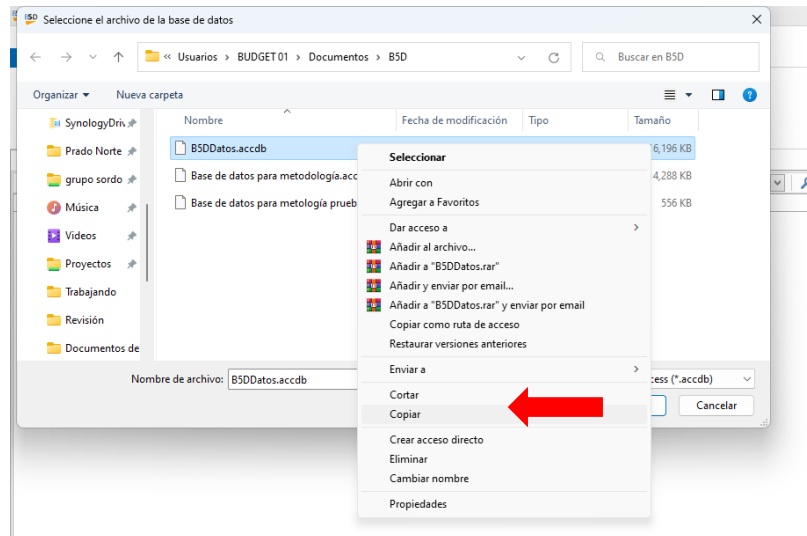 B5D Seleccione el archivo de la base de datos
« Usuarios > BUDGET 01 > Documentos > B5D
Buscar en B5D
Organizar Nueva carpeta
Nombre Fecha de modificación Tipo Tamaño
SynologyDriv
Prado Norte
grupo sordo
Música
Videos
Proyectos
Trabajando
Revisión
Documentos de
B5DDatos.accdb 6,196 KB
Base de datos para metodología.acc 4,288 KB
Base de datos para metología prueb 556 KB
Nombre de archivo: B5DDatos.accdb
(*.accdb)
Cancelar
Seleccionar
Abrir con
Agregar a Favoritos
Dar acceso a
Añadir al archivo...
Añadir a "B5DDatos.rar"
Añadir y enviar por email...
Añadir a "B5DDatos.rar" y enviar por email
Copiar como ruta de acceso
Restaurar versiones anteriores
Enviar a
Cortar
Copiar
Crear acceso directo
Eliminar
Cambiar nombre
Propiedades